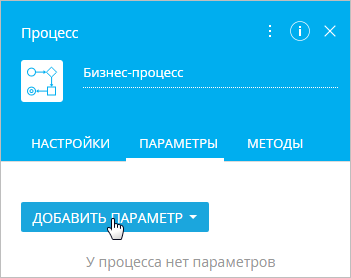 Процесс
Бизнес-процесс
НАСТРОЙКИ ПАРАМЕТРЫ МЕТОДЫ
ДОБАВИТЬ ПАРАМЕТР
У процесса нет параметров